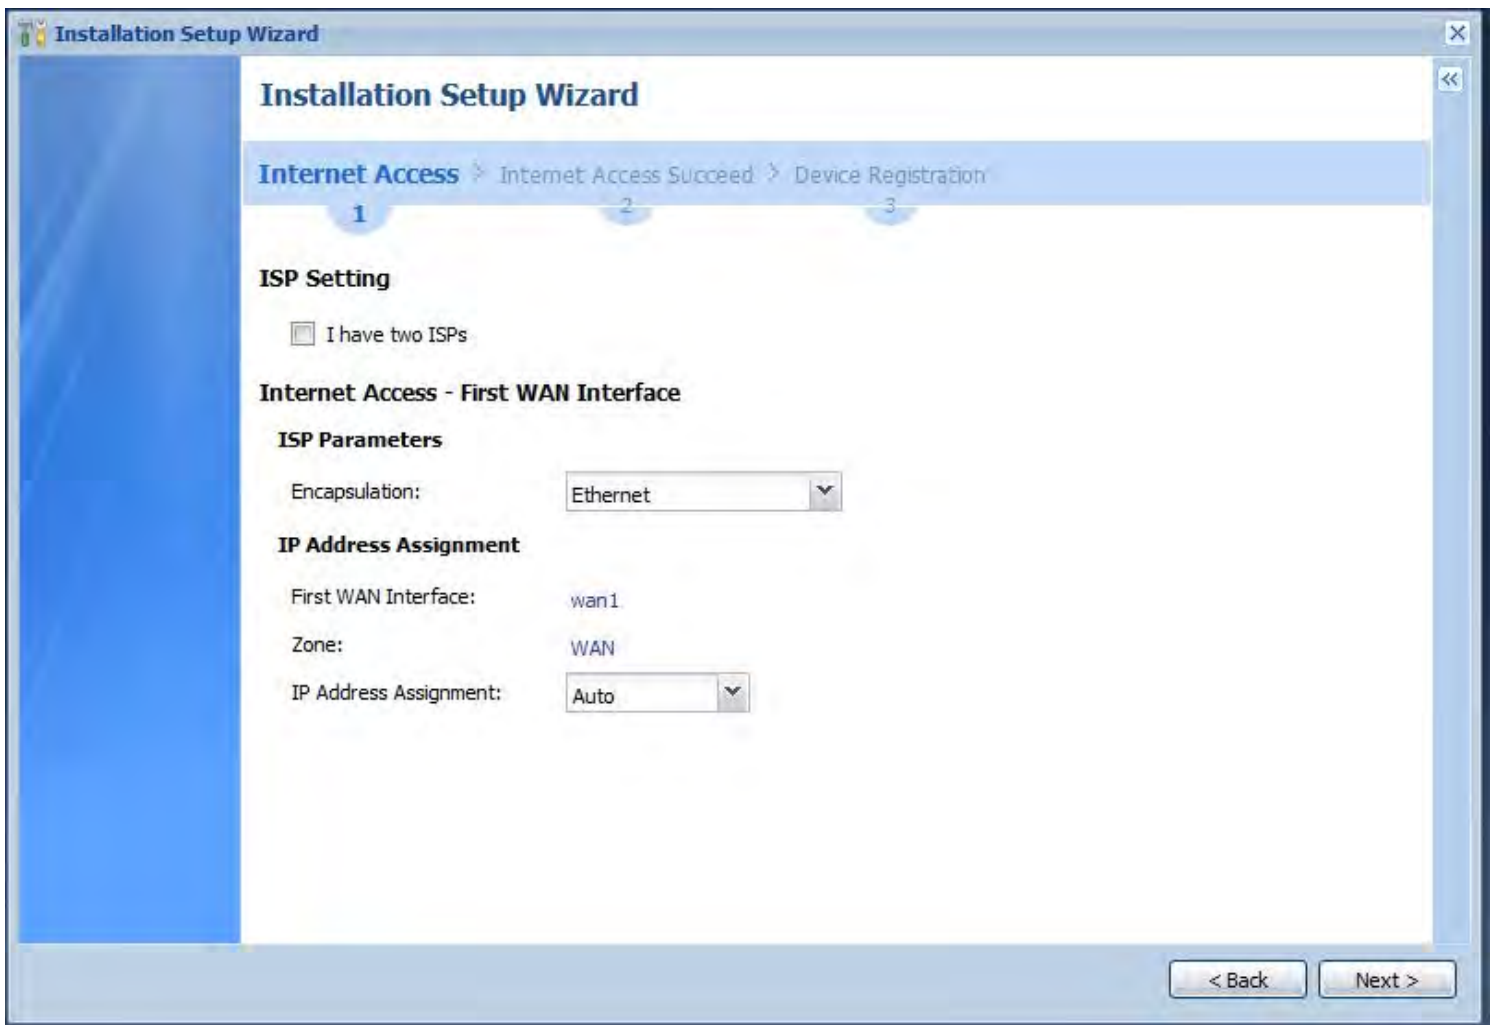 Installation Setup Wizard
Installation Setup Wizard
Internet Access > Internet Access Succeed > Device Registration
1 2 3
ISP Setting
I have two ISPs
Internet Access - First WAN Interface
ISP Parameters
Encapsulation: Ethernet
IP Address Assignment
First WAN Interface: wan1
Zone: WAN
IP Address Assignment: Auto
< Back Next >